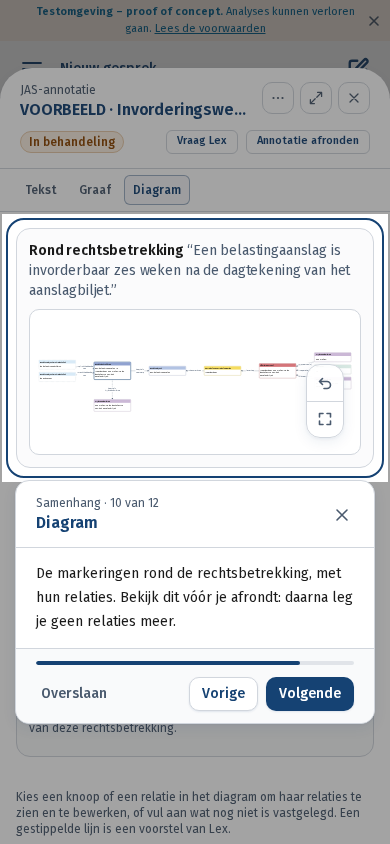 Testomgeving – proof of concept. Analyses kunnen verloren
gaan. Lees de voorwaarden
Nieuw gesprek
JAS-annotatie
VOORBEELD · Invorderingswe...
In behandeling
Vraag Lex
Annotatie afronden
Tekst
Graaf
Diagram
Rond rechtsbetrekking “Een belastingaanslag is
invorderbaar zes weken na de dagtekening van het
aanslagbiljet.”
Samenhang · 10 van 12
Diagram
De markeringen rond de rechtsbetrekking, met
hun relaties. Bekijk dit vóór je afrondt: daarna leg
je geen relaties meer.
Overslaan
Vorige
Volgende
van deze rechtsbetrekking.
Kies een knoop of een relatie in het diagram om haar relaties te
zien en te bewerken, of vul aan wat nog niet is vastgelegd. Een
gestippelde lijn is een voorstel van Lex.